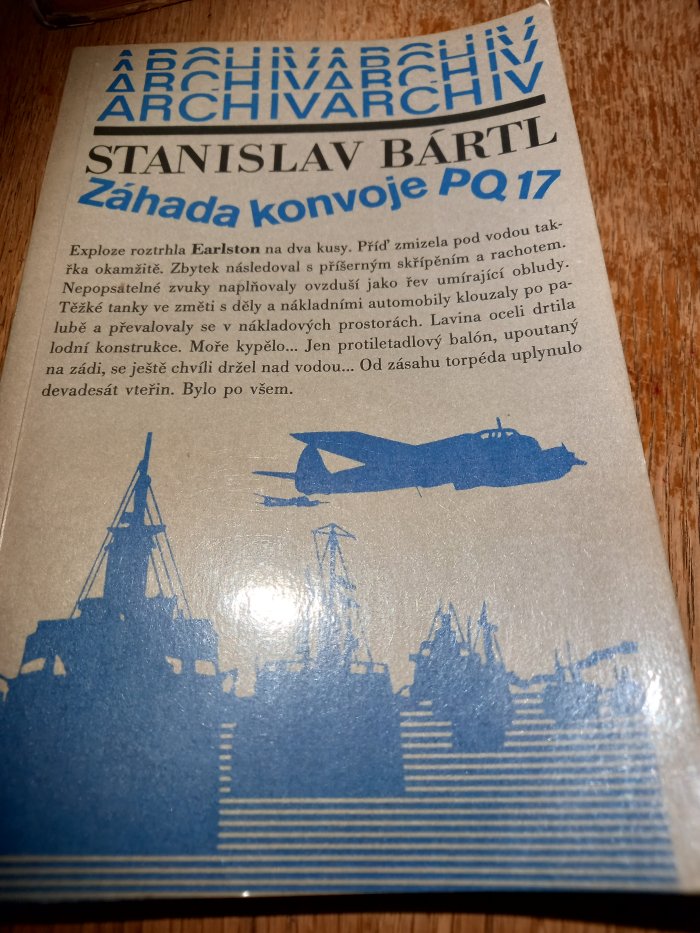 ARCHIVARCHIV
ARCHIVARCHIV
ARCHIVARCHIV
STANISLAV BÁRTL
Záhada konvoje PQ 17
Exploze roztrhla Earlston na dva kusy. Příď zmizela pod vodou tak-
řka okamžitě. Zbytek následoval s příšerným skřípěním a rachotem.
Nepopsatelné zvuky naplňovaly ovzduší jako řev umírající obludy.
Těžké tanky ve změti s děly a nákladními automobily klouzaly po pa-
lubě a převalovaly se v nákladových prostorách. Lavina oceli drtila
lodní konstrukce. Moře kypělo... Jen protiletadlový balón, upoutaný
na zádi, se ještě chvíli držel nad vodou... Od zásahu torpéda uplynulo
devadesát vteřin. Bylo po všem.